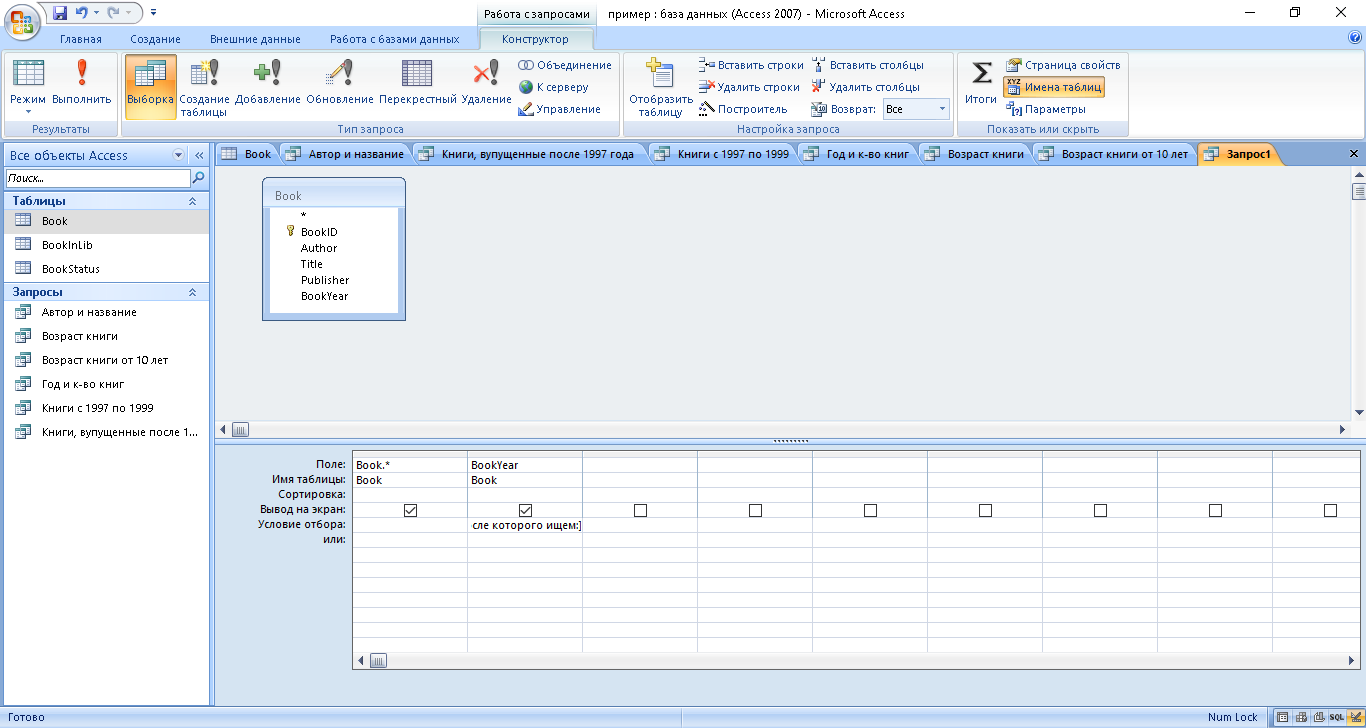 Работа с запросами
пример : база данных (Access 2007) - Microsoft Access
Главная Создание Внешние данные Работа с базами данных Конструктор
Режим Выполнить
Результаты
Выборка Создание таблицы Добавление Обновление Перекрестный Удаление
Объединение
К серверу
Управление
Тип запроса
Отобразить таблицу
Вставить строки
Удалить строки
Построитель
Вставить столбцы
Удалить столбцы
Возврат: Все
Настройка запроса
Итоги
Страница свойств
Имена таблиц
Параметры
Показать или скрыть
Все объекты Access
Поиск...
Таблицы
Book
BookInLib
BookStatus
Запросы
Автор и название
Возраст книги
Возраст книги от 10 лет
Год и к-во книг
Книги с 1997 по 1999
Книги, вупущенные после 1...
Book Автор и название Книги, вупущенные после 1997 года Книги с 1997 по 1999 Год и к-во книг Возраст книги Возраст книги от 10 лет Запрос1
Book
*
BookID
Author
Title
Publisher
BookYear
Поле: Book.* BookYear
Имя таблицы: Book Book
Сортировка:
Вывод на экран:
Условие отбора: сле которого ищем:]
или:
Готово
Num Lock
SQL